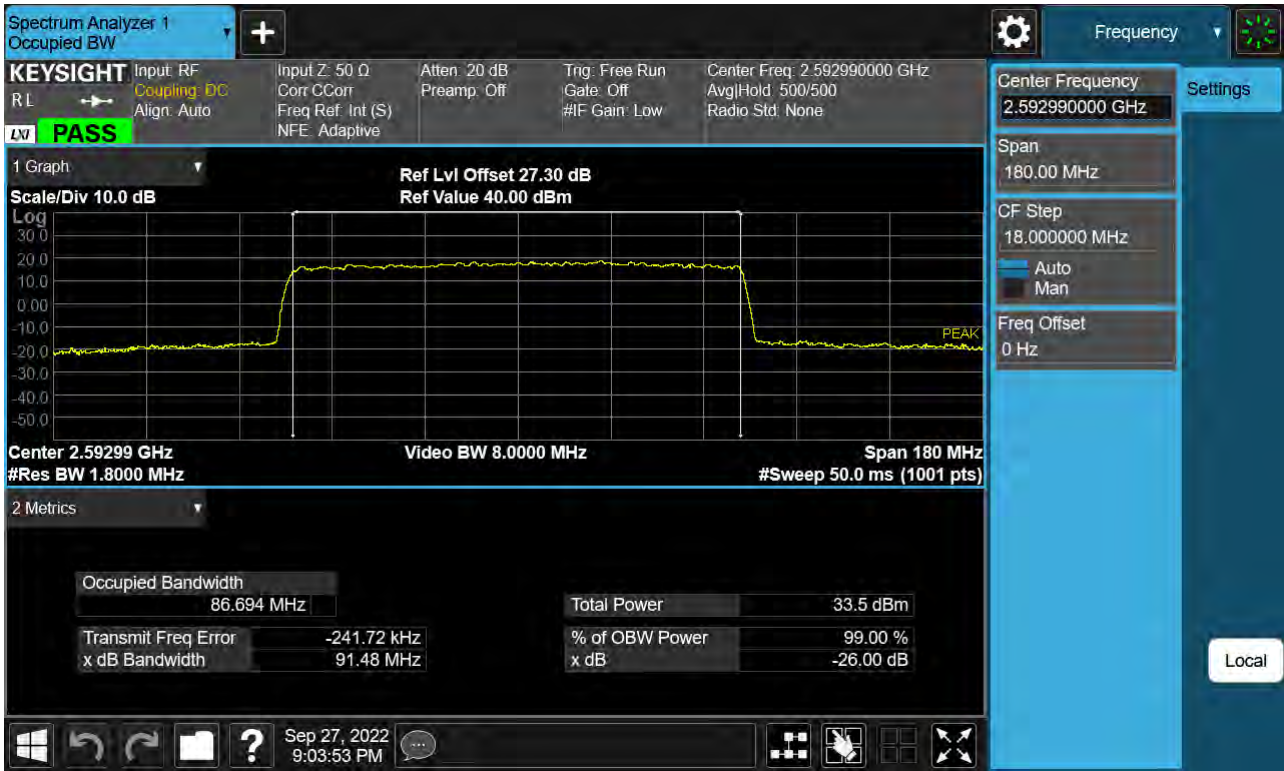 Spectrum Analyzer 1
Occupied BW
Frequency
KEYSIGHT
RL
LXI PASS
Input: RF
Coupling: DC
Align: Auto
Input Z: 50 Ω
Corr CCorr
Freq Ref: Int (S)
NFE: Adaptive
Atten: 20 dB
Preamp: Off
Trig: Free Run
Gate: Off
#IF Gain: Low
Center Freq: 2.592990000 GHz
Avg|Hold: 500/500
Radio Std: None
Center Frequency
2.592990000 GHz
Settings
Span
180.00 MHz
CF Step
18.000000 MHz
Auto
Man
Freq Offset
0 Hz
Local
1 Graph
Scale/Div 10.0 dB
Ref Lvl Offset 27.30 dB
Ref Value 40.00 dBm
Log
30.0
20.0
10.0
0.00
-10.0
-20.0
-30.0
-40.0
-50.0
PEAK
Center 2.59299 GHz
Video BW 8.0000 MHz
Span 180 MHz
#Res BW 1.8000 MHz
#Sweep 50.0 ms (1001 pts)
2 Metrics
Occupied Bandwidth
86.694 MHz
Total Power 33.5 dBm
Transmit Freq Error -241.72 kHz
% of OBW Power 99.00 %
x dB Bandwidth 91.48 MHz
x dB -26.00 dB
?
Sep 27, 2022
9:03:53 PM